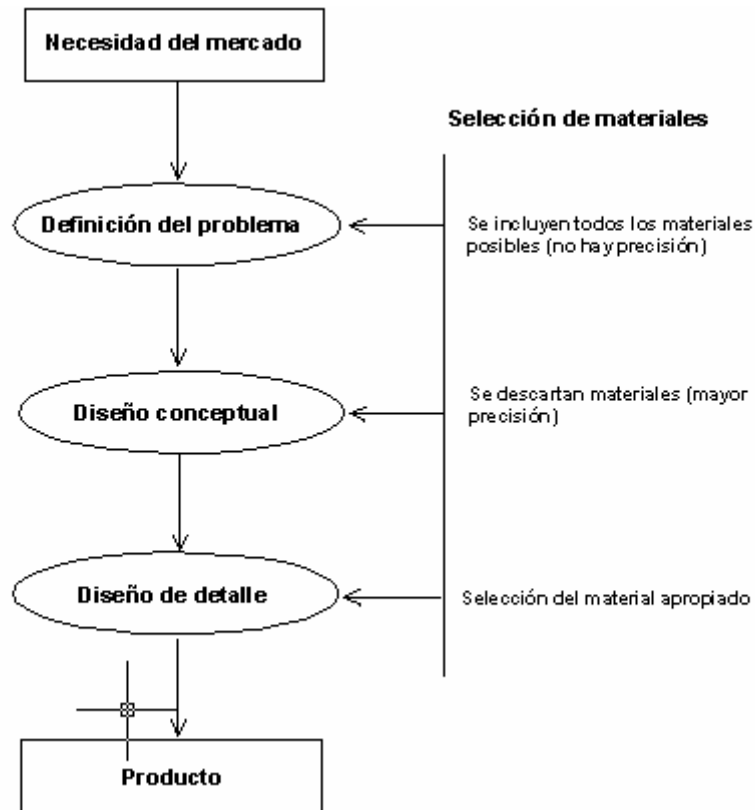 Necesidad del mercado
Selección de materiales
Definición del problema
Se incluyen todos los materiales
posibles (no hay precisión)
Diseño conceptual
Se descartan materiales (mayor
precisión)
Diseño de detalle
Selección del material apropiado
Producto